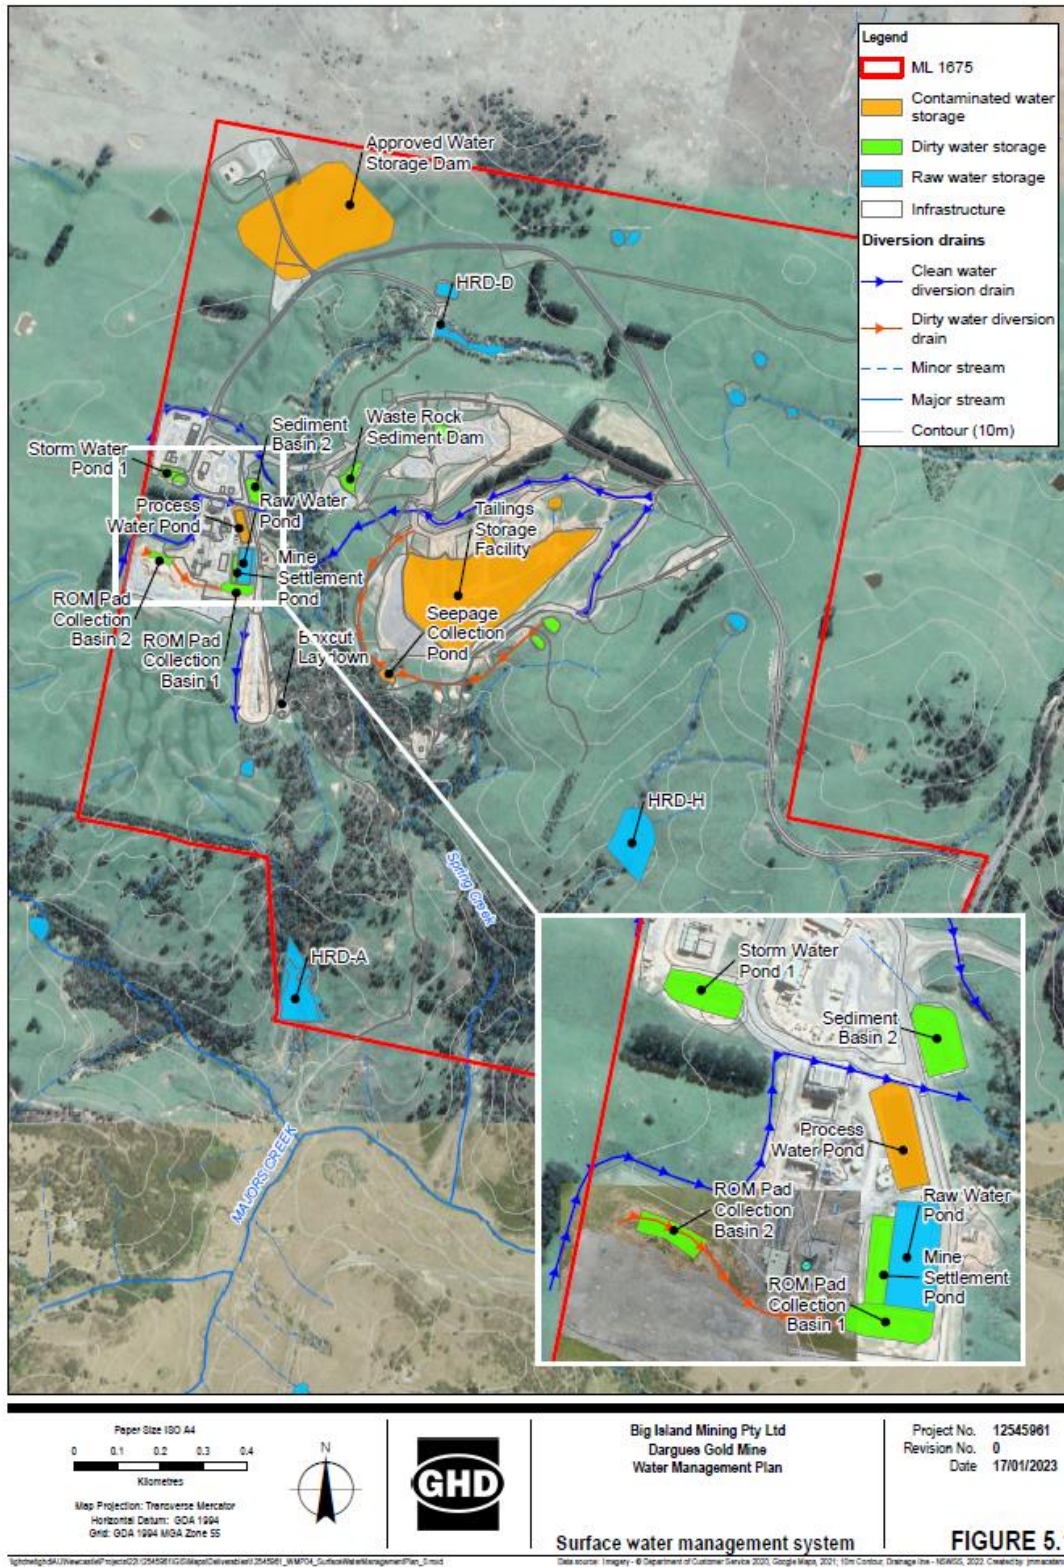 Legend
ML 1675
Contaminated water
storage
Dirty water storage
Raw water storage
Infrastructure
Diversion drains
Clean water
diversion drain
Dirty water diversion
drain
Minor stream
Major stream
Contour (10m)
Approved Water
Storage Dam
HRD-D
Sediment
Basin 2
Waste Rock
Sediment Dam
Storm Water
Pond 1
Process
Water Pond
Raw Water
Pond
Tailings
Storage
Facility
Mine
Settlement
Pond
ROM Pad
Collection
Basin 2
ROM Pad
Collection
Basin 1
Seepage
Collection
Pond
Boxcut
Laydown
HRD-H
Spring Creek
HRD-A
MAJORS CREEK
Storm Water
Pond 1
Sediment
Basin 2
Process
Water Pond
ROM Pad
Collection
Basin 2
Raw Water
Pond
Mine
Settlement
Pond
ROM Pad
Collection
Basin 1
Paper Size ISO A4
0 0.1 0.2 0.3 0.4
Kilometres
Map Projection: Transverse Mercator
Horizontal Datum: GDA 1994
Grid: GDA 1994 MGA Zone 55
N
GHD
Big Island Mining Pty Ltd
Dargues Gold Mine
Water Management Plan
Surface water management system
Project No. 12545961
Revision No. 0
Date 17/01/2023
FIGURE 5